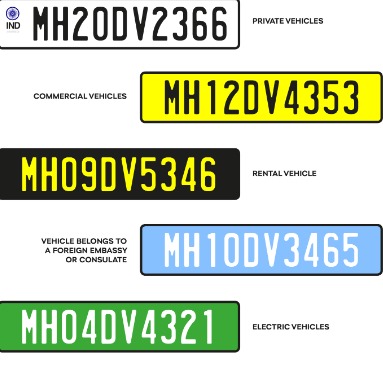 IND
MH20DV2366
PRIVATE VEHICLES
COMMERCIAL VEHICLES
MH12DV4353
MH09DV5346
RENTAL VEHICLE
VEHICLE BELONGS TO
A FOREIGN EMBASSY
OR CONSULATE
MH10DV3465
MH04DV4321
ELECTRIC VEHICLES